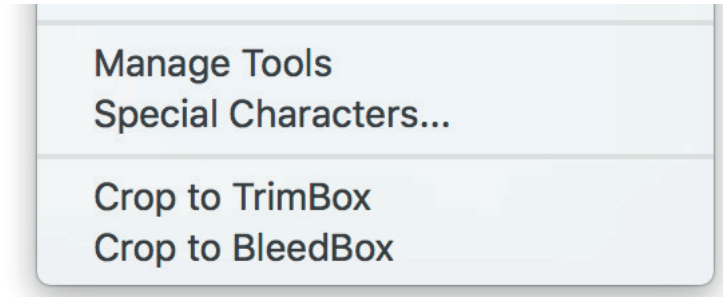 Manage Tools
Special Characters...
Crop to TrimBox
Crop to BleedBox